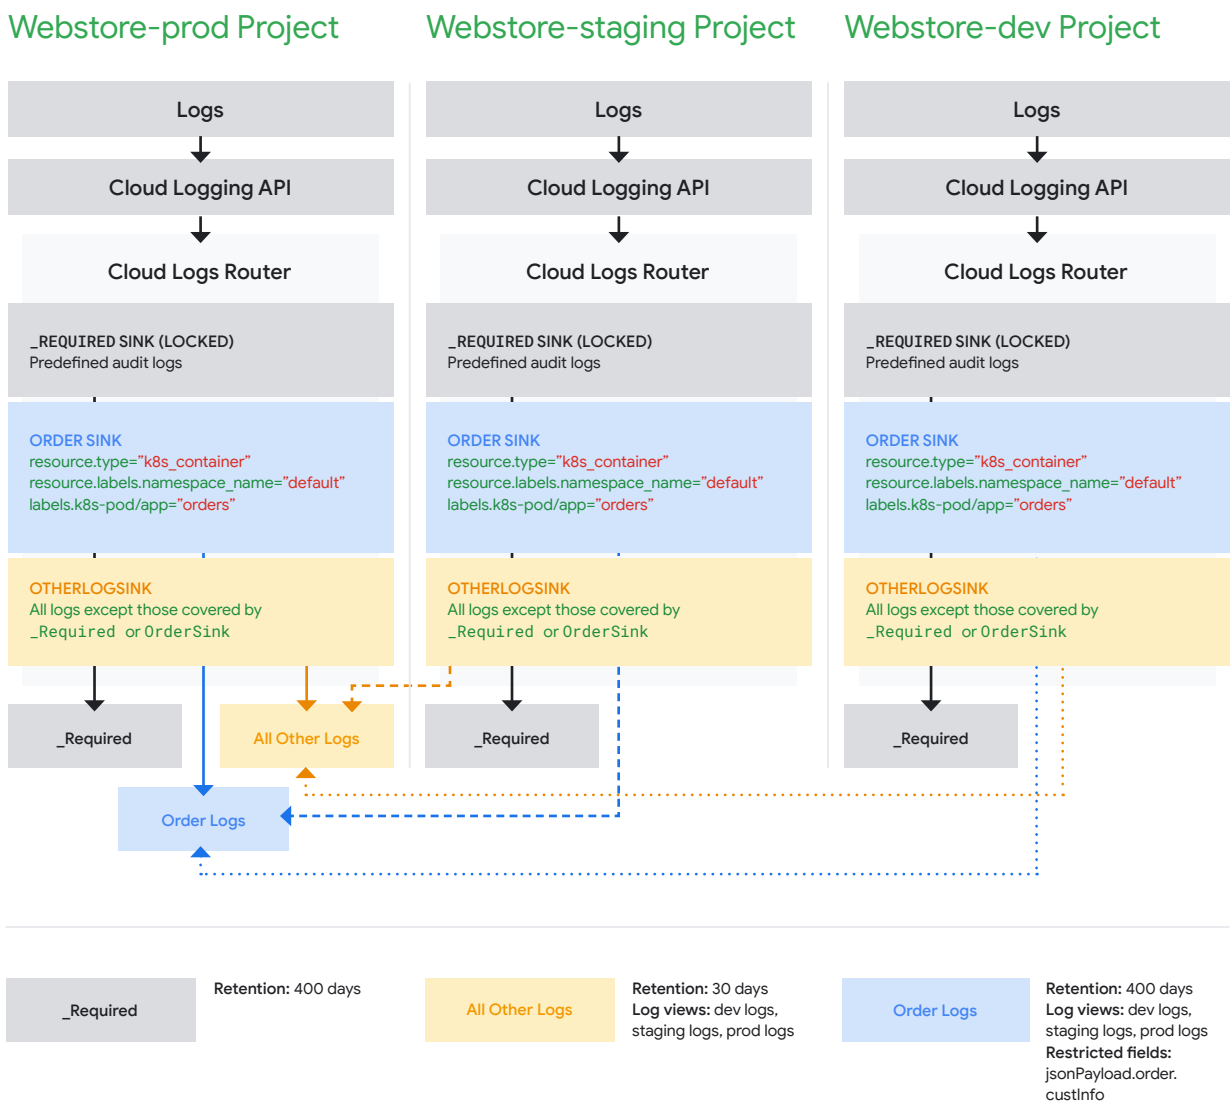 Webstore-prod Project
Logs
Cloud Logging API
Cloud Logs Router
_REQUIRED SINK (LOCKED)
Predefined audit logs
ORDER SINK
resource.type=”k8s_container”
resource.labels.namespace_name=”default”
labels.k8s-pod/app=”orders”
OTHERLOGSINK
All logs except those covered by
_Required or OrderSink
_Required
All Other Logs
Order Logs
Webstore-staging Project
Logs
Cloud Logging API
Cloud Logs Router
_REQUIRED SINK (LOCKED)
Predefined audit logs
ORDER SINK
resource.type=”k8s_container”
resource.labels.namespace_name=”default”
labels.k8s-pod/app=”orders”
OTHERLOGSINK
All logs except those covered by
_Required or OrderSink
_Required
Webstore-dev Project
Logs
Cloud Logging API
Cloud Logs Router
_REQUIRED SINK (LOCKED)
Predefined audit logs
ORDER SINK
resource.type=”k8s_container”
resource.labels.namespace_name=”default”
labels.k8s-pod/app=”orders”
OTHERLOGSINK
All logs except those covered by
_Required or OrderSink
_Required
_Required
Retention: 400 days
All Other Logs
Retention: 30 days
Log views: dev logs,
staging logs, prod logs
Order Logs
Retention: 400 days
Log views: dev logs,
staging logs, prod logs
Restricted fields:
jsonPayload.order.
custInfo